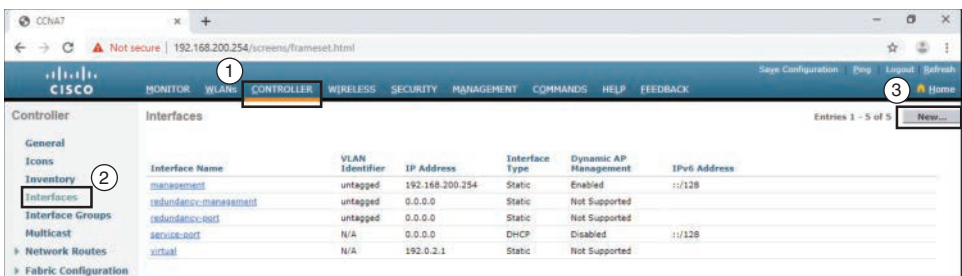 CCNA7
Not secure | 192.168.200.254/screens/frameset.html
1
Save Configuration Ping Logout Refresh
CISCO
MONITOR WLANs CONTROLLER WIRELESS SECURITY MANAGEMENT COMMANDS HELP FEEDBACK
3
Home
Controller
Interfaces
Entries 1 - 5 of 5
New...
General
Icons
Inventory
2
Interfaces
Interface Groups
Multicast
Network Routes
Fabric Configuration
Interface Name VLAN Identifier IP Address Interface Type Dynamic AP Management IPv6 Address
management untagged 192.168.200.254 Static Enabled ::/128
redundancy-management untagged 0.0.0.0 Static Not Supported
redundancy-port untagged 0.0.0.0 Static Not Supported
service-port N/A 0.0.0.0 DHCP Disabled ::/128
virtual N/A 192.0.2.1 Static Not Supported